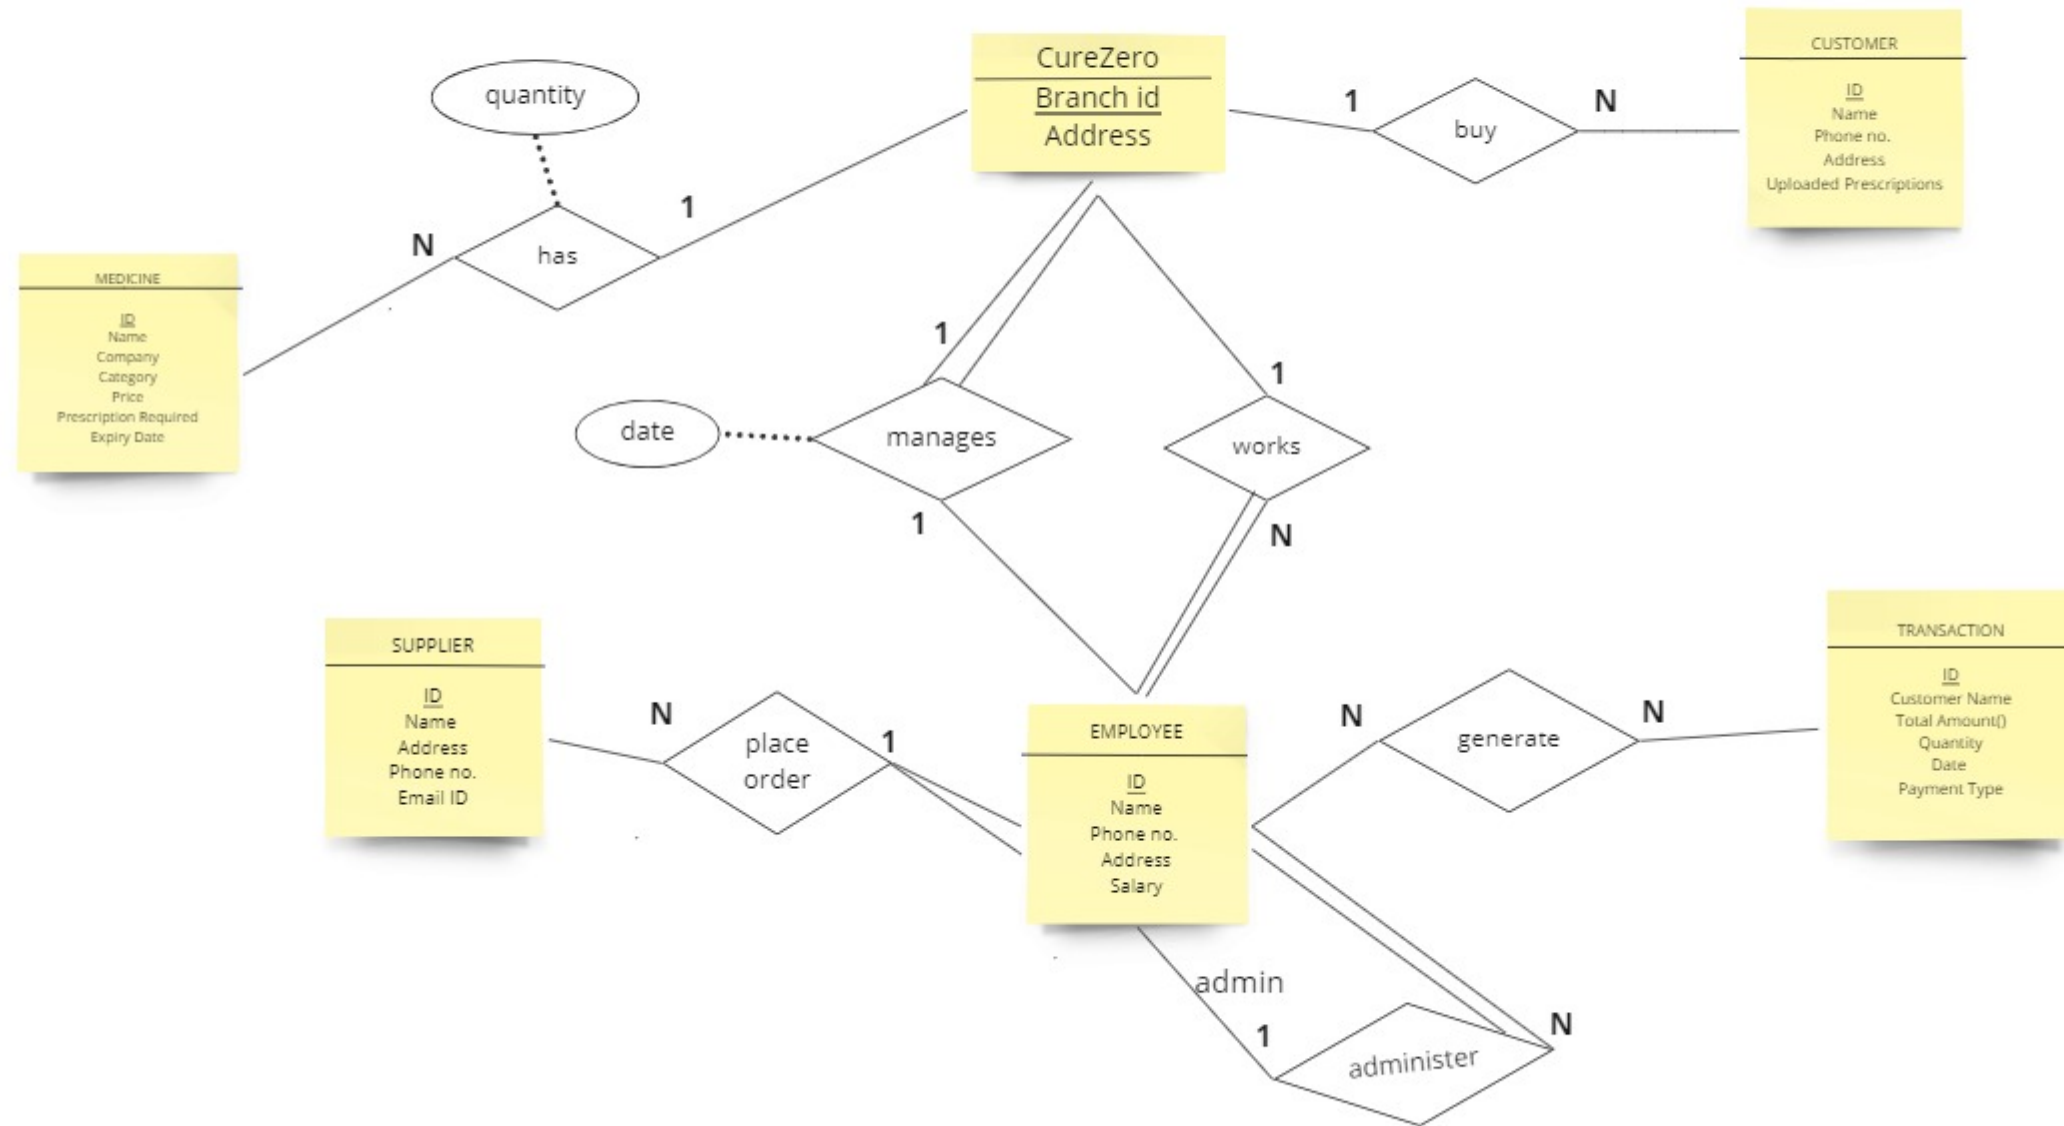 CureZero
Branch id
Address
CUSTOMER
ID
Name
Phone no.
Address
Uploaded Prescriptions
quantity
1
buy
N
has
N
1
MEDICINE
ID
Name
Company
Category
Price
Prescription Required
Expiry Date
1
1
date
manages
works
1
N
SUPPLIER
ID
Name
Address
Phone no.
Email ID
N
place
order
1
EMPLOYEE
ID
Name
Phone no.
Address
Salary
N
generate
N
TRANSACTION
ID
Customer Name
Total Amount()
Quantity
Date
Payment Type
admin
1
administer
N